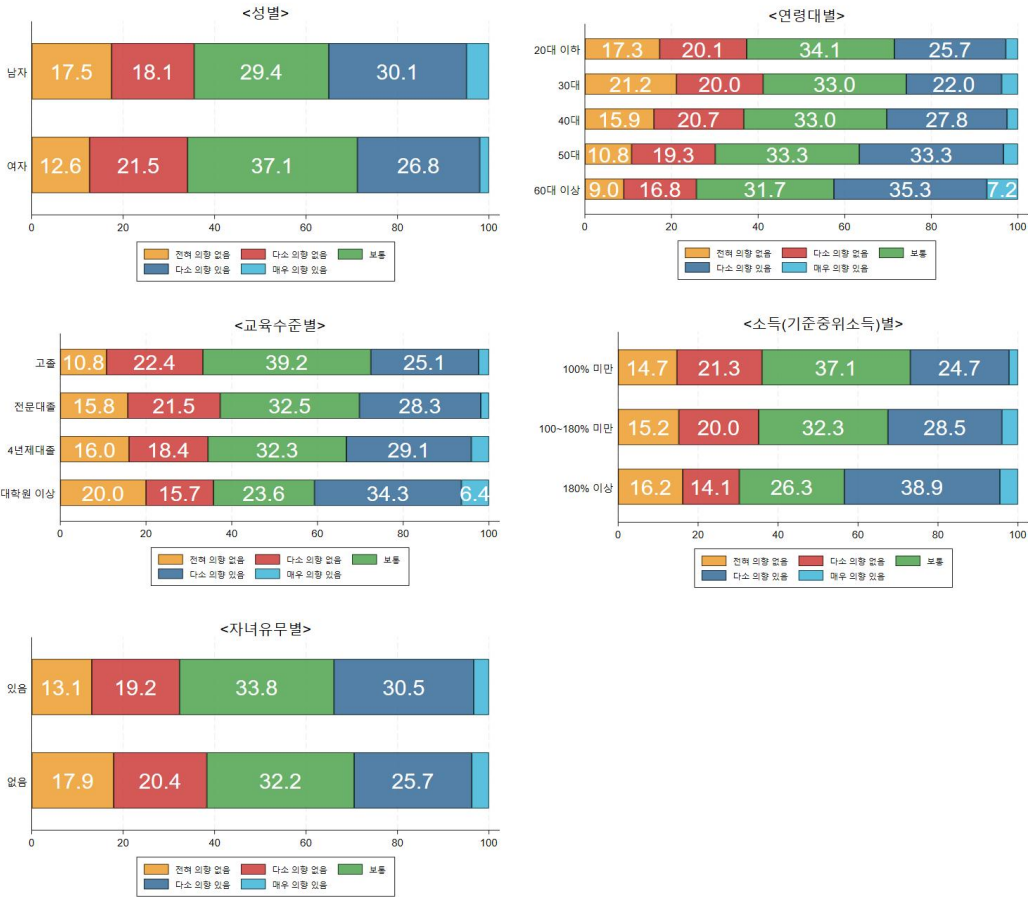 <성별>
남자 17.5 18.1 29.4 30.1
여자 12.6 21.5 37.1 26.8
0 20 40 60 80 100
전혀 의향 없음 다소 의향 없음 보통
다소 의향 있음 매우 의향 있음
<연령대별>
20대 이하 17.3 20.1 34.1 25.7
30대 21.2 20.0 33.0 22.0
40대 15.9 20.7 33.0 27.8
50대 10.8 19.3 33.3 33.3
60대 이상 9.0 16.8 31.7 35.3 7.2
0 20 40 60 80 100
전혀 의향 없음 다소 의향 없음 보통
다소 의향 있음 매우 의향 있음
<교육수준별>
고졸 10.8 22.4 39.2 25.1
전문대졸 15.8 21.5 32.5 28.3
4년제대졸 16.0 18.4 32.3 29.1
대학원 이상 20.0 15.7 23.6 34.3 6.4
0 20 40 60 80 100
전혀 의향 없음 다소 의향 없음 보통
다소 의향 있음 매우 의향 있음
<소득(기준중위소득)별>
100% 미만 14.7 21.3 37.1 24.7
100~180% 미만 15.2 20.0 32.3 28.5
180% 이상 16.2 14.1 26.3 38.9
0 20 40 60 80 100
전혀 의향 없음 다소 의향 없음 보통
다소 의향 있음 매우 의향 있음
<자녀유무별>
있음 13.1 19.2 33.8 30.5
없음 17.9 20.4 32.2 25.7
0 20 40 60 80 100
전혀 의향 없음 다소 의향 없음 보통
다소 의향 있음 매우 의향 있음